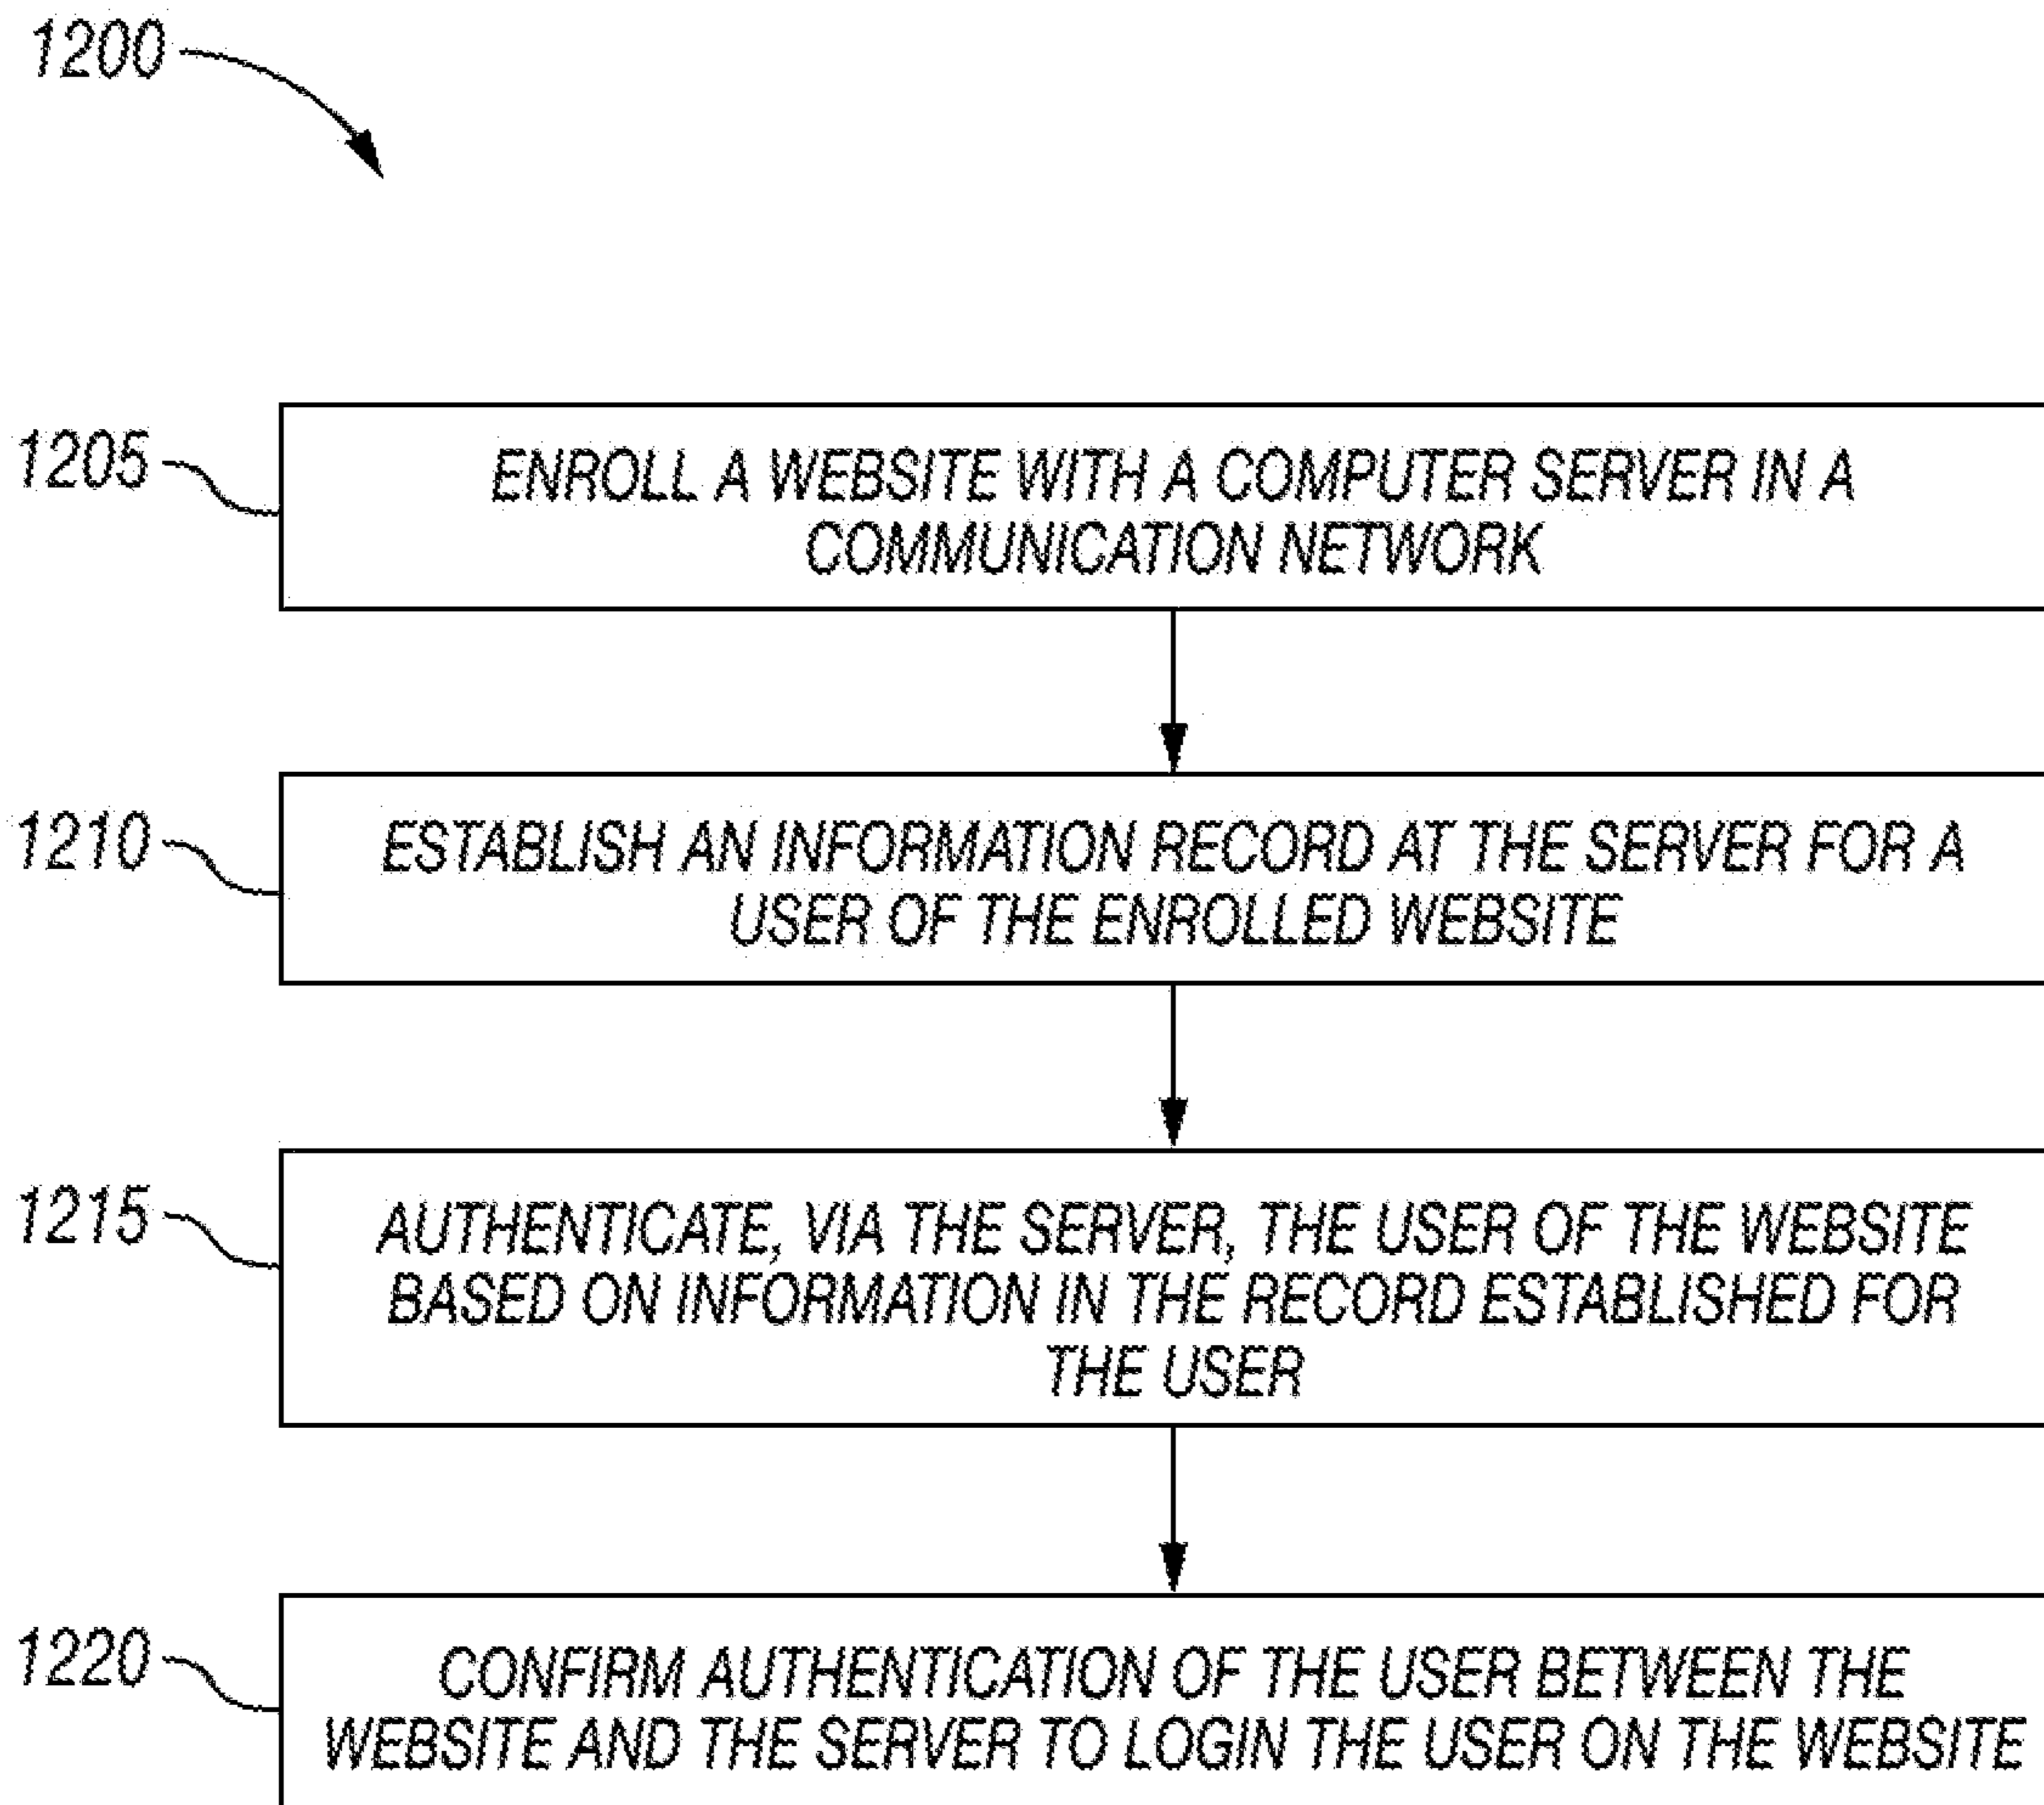 1200
1205
ENROLL A WEBSITE WITH A COMPUTER SERVER IN A
COMMUNICATION NETWORK
1210
ESTABLISH AN INFORMATION RECORD AT THE SERVER FOR A
USER OF THE ENROLLED WEBSITE
1215
AUTHENTICATE, VIA THE SERVER, THE USER OF THE WEBSITE
BASED ON INFORMATION IN THE RECORD ESTABLISHED FOR
THE USER
1220
CONFIRM AUTHENTICATION OF THE USER BETWEEN THE
WEBSITE AND THE SERVER TO LOGIN THE USER ON THE WEBSITE